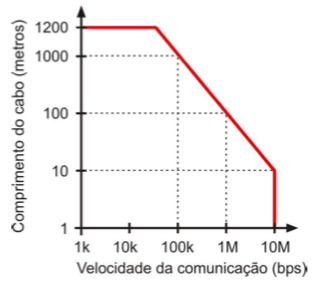 Comprimento do cabo (metros)
1200
1000
100
10
1
1k 10k 100k 1M 10M
Velocidade da comunicação (bps)